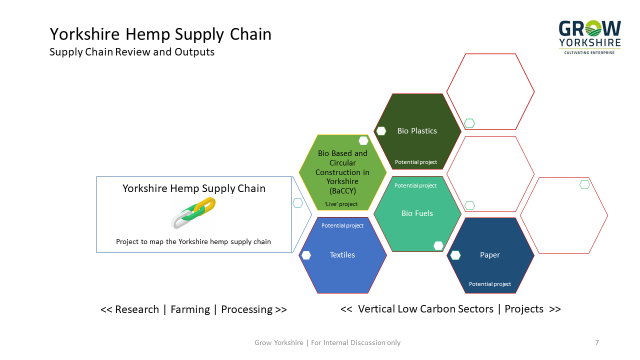 Yorkshire Hemp Supply Chain
Supply Chain Review and Outputs
GROW
YORKSHIRE
CULTIVATING ENTERPRISE
Bio Plastics
Potential project
Bio Based and
Circular
Construction in
Yorkshire
(BaCCY)
'Live' project
Potential project
Bio Fuels
Yorkshire Hemp Supply Chain
Project to map the Yorkshire hemp supply chain
Potential project
Textiles
Paper
Potential project
<< Research | Farming | Processing >>
<< Vertical Low Carbon Sectors | Projects >>
Grow Yorkshire | For Internal Discussion only
7